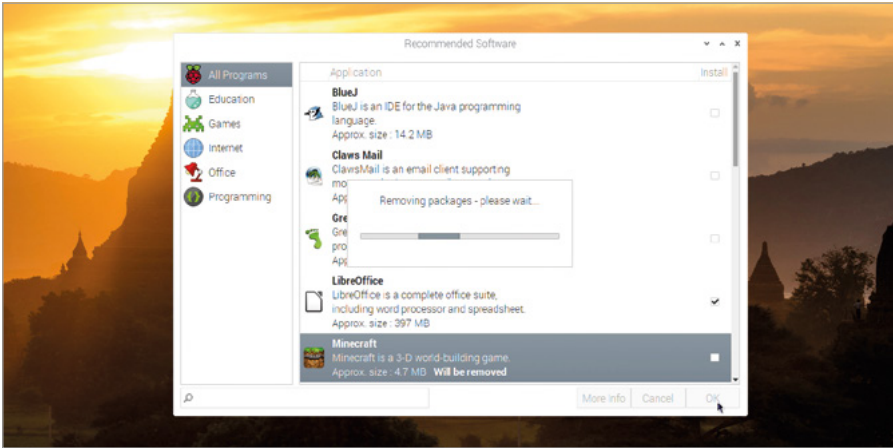 Recommended Software
All Programs
Education
Games
Internet
Office
Programming
Application
Install
BlueJ
BlueJ is an IDE for the Java programming
language.
Approx. size : 14.2 MB
Claws Mail
ClawsMail is an email client supporting
Removing packages - please wait...
LibreOffice
LibreOffice is a complete office suite,
including word processor and spreadsheet.
Approx. size : 397 MB
Minecraft
Minecraft is a 3-D world-building game.
Approx. size : 4.7 MB Will be removed
More Info
Cancel
OK